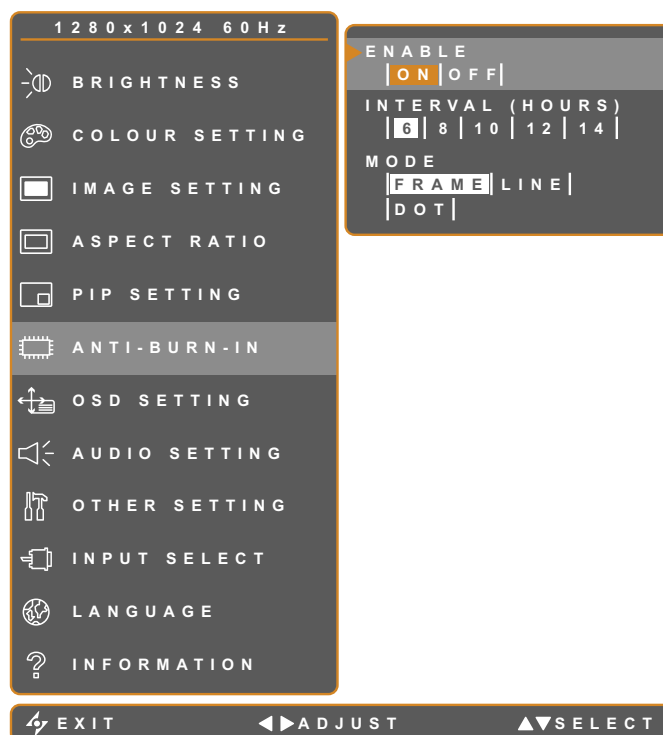 1280x1024 60Hz
BRIGHTNESS
COLOUR SETTING
IMAGE SETTING
ASPECT RATIO
PIP SETTING
ANTI-BURN-IN
OSD SETTING
AUDIO SETTING
OTHER SETTING
INPUT SELECT
LANGUAGE
INFORMATION
ENABLE
ON OFF
INTERVAL (HOURS)
6 8 10 12 14
MODE
FRAME LINE
DOT
EXIT ADJUST SELECT